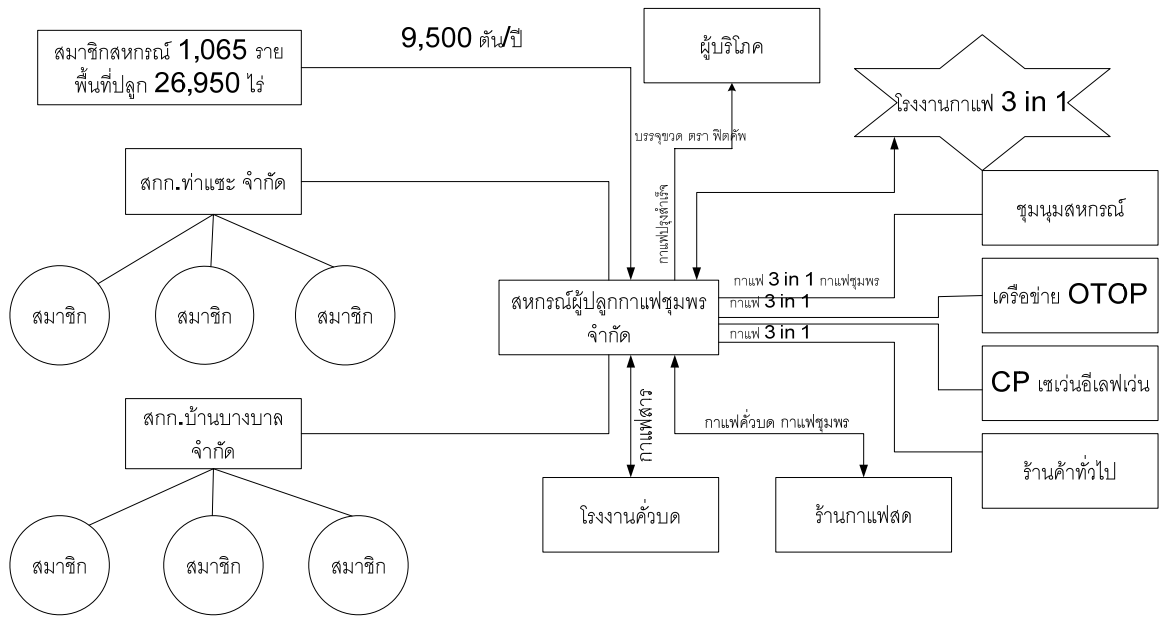 สมาชิกสหกรณ์ 1,065 ราย
พื้นที่ปลูก 26,950 ไร่
9,500 ตัน/ปี
ผู้บริโภค
โรงงานกาแฟ 3 in 1
บรรจุขวด ตรา ฟิตคัพ
กาแฟปรุงสำเร็จ
สกก.ท่าแซะ จำกัด
สมาชิก
สมาชิก
สมาชิก
ชุมนุมสหกรณ์
เครือข่าย OTOP
CP เซเว่นอีเลฟเว่น
ร้านค้าทั่วไป
กาแฟ 3 in 1 กาแฟชุมพร
กาแฟ 3 in 1
กาแฟ 3 in 1
สหกรณ์ผู้ปลูกกาแฟชุมพร
จำกัด
กาแฟสาร
กาแฟคั่วบด กาแฟชุมพร
สกก.บ้านบางบาล
จำกัด
โรงงานคั่วบด
ร้านกาแฟสด
สมาชิก
สมาชิก
สมาชิก